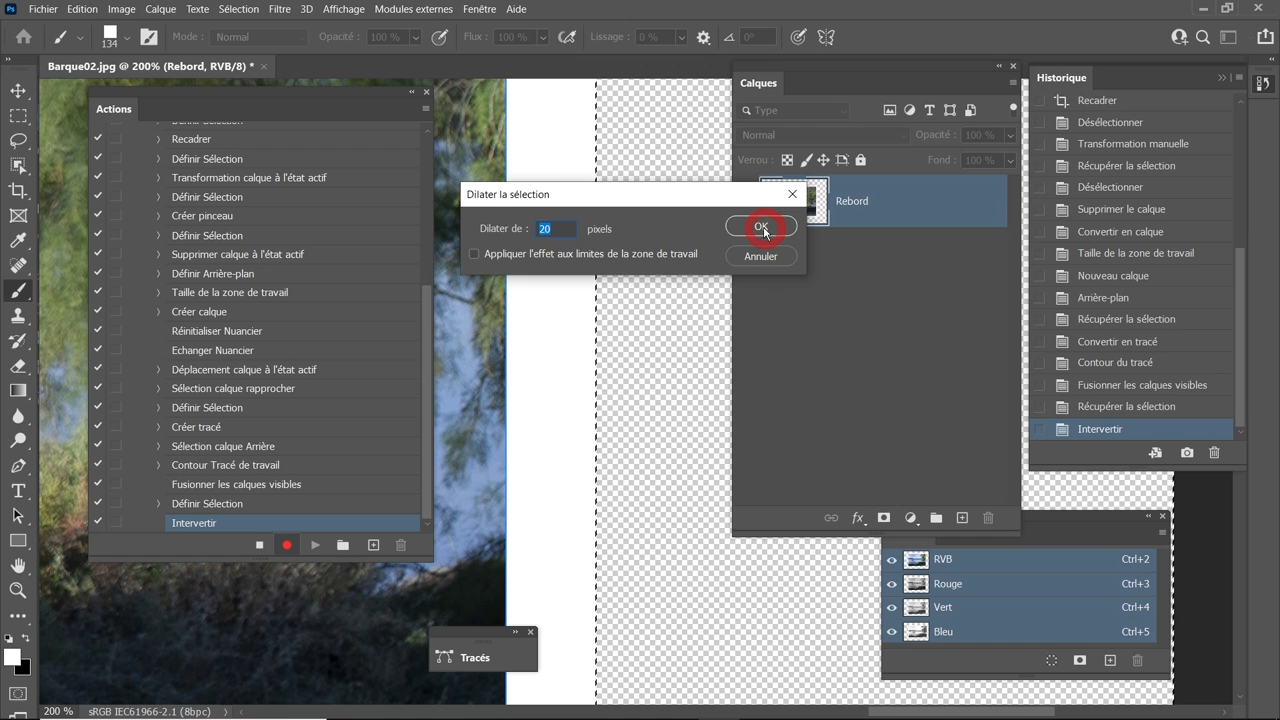 Ps Fichier Edition Image Calque Texte Sélection Filtre 3D Affichage Modules externes Fenêtre Aide
134 Mode : Normal Opacité : 100 % Flux : 100 % Lissage : 0 % 0°
Barque02.jpg @ 200% (Rebord, RVB/8) *
Actions
Recadrer
Définir Sélection
Transformation calque à l'état actif
Définir Sélection
Créer pinceau
Définir Sélection
Supprimer calque à l'état actif
Définir Arrière-plan
Taille de la zone de travail
Créer calque
Réinitialiser Nuancier
Echanger Nuancier
Déplacement calque à l'état actif
Sélection calque rapprocher
Définir Sélection
Créer tracé
Sélection calque Arrière
Contour Tracé de travail
Fusionner les calques visibles
Définir Sélection
Intervertir
Dilater la sélection
Dilater de : 20 pixels
OK
Appliquer l'effet aux limites de la zone de travail
Annuler
Tracés
Calques
Type
Normal Opacité : 100 %
Verrou : Fond : 100 %
Rebord
fx
Historique
Recadrer
Désélectionner
Transformation manuelle
Récupérer la sélection
Désélectionner
Supprimer le calque
Convertir en calque
Taille de la zone de travail
Nouveau calque
Arrière-plan
Récupérer la sélection
Convertir en tracé
Contour du tracé
Fusionner les calques visibles
Récupérer la sélection
Intervertir
RVB Ctrl+2
Rouge Ctrl+3
Vert Ctrl+4
Bleu Ctrl+5
200 % sRGB IEC61966-2.1 (8bpc)